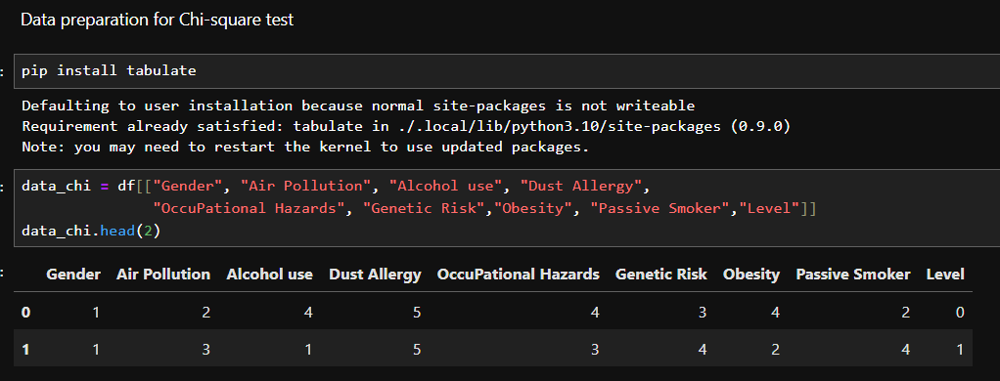 Data preparation for Chi-square test
: pip install tabulate
Defaulting to user installation because normal site-packages is not writeable
Requirement already satisfied: tabulate in ./.local/lib/python3.10/site-packages (0.9.0)
Note: you may need to restart the kernel to use updated packages.
: data_chi = df[["Gender", "Air Pollution", "Alcohol use", "Dust Allergy",
"OccuPational Hazards", "Genetic Risk","Obesity", "Passive Smoker","Level"]]
data_chi.head(2)
: Gender Air Pollution Alcohol use Dust Allergy OccuPational Hazards Genetic Risk Obesity Passive Smoker Level
0 1 2 4 5 4 3 4 2 0
1 1 3 1 5 3 4 2 4 1